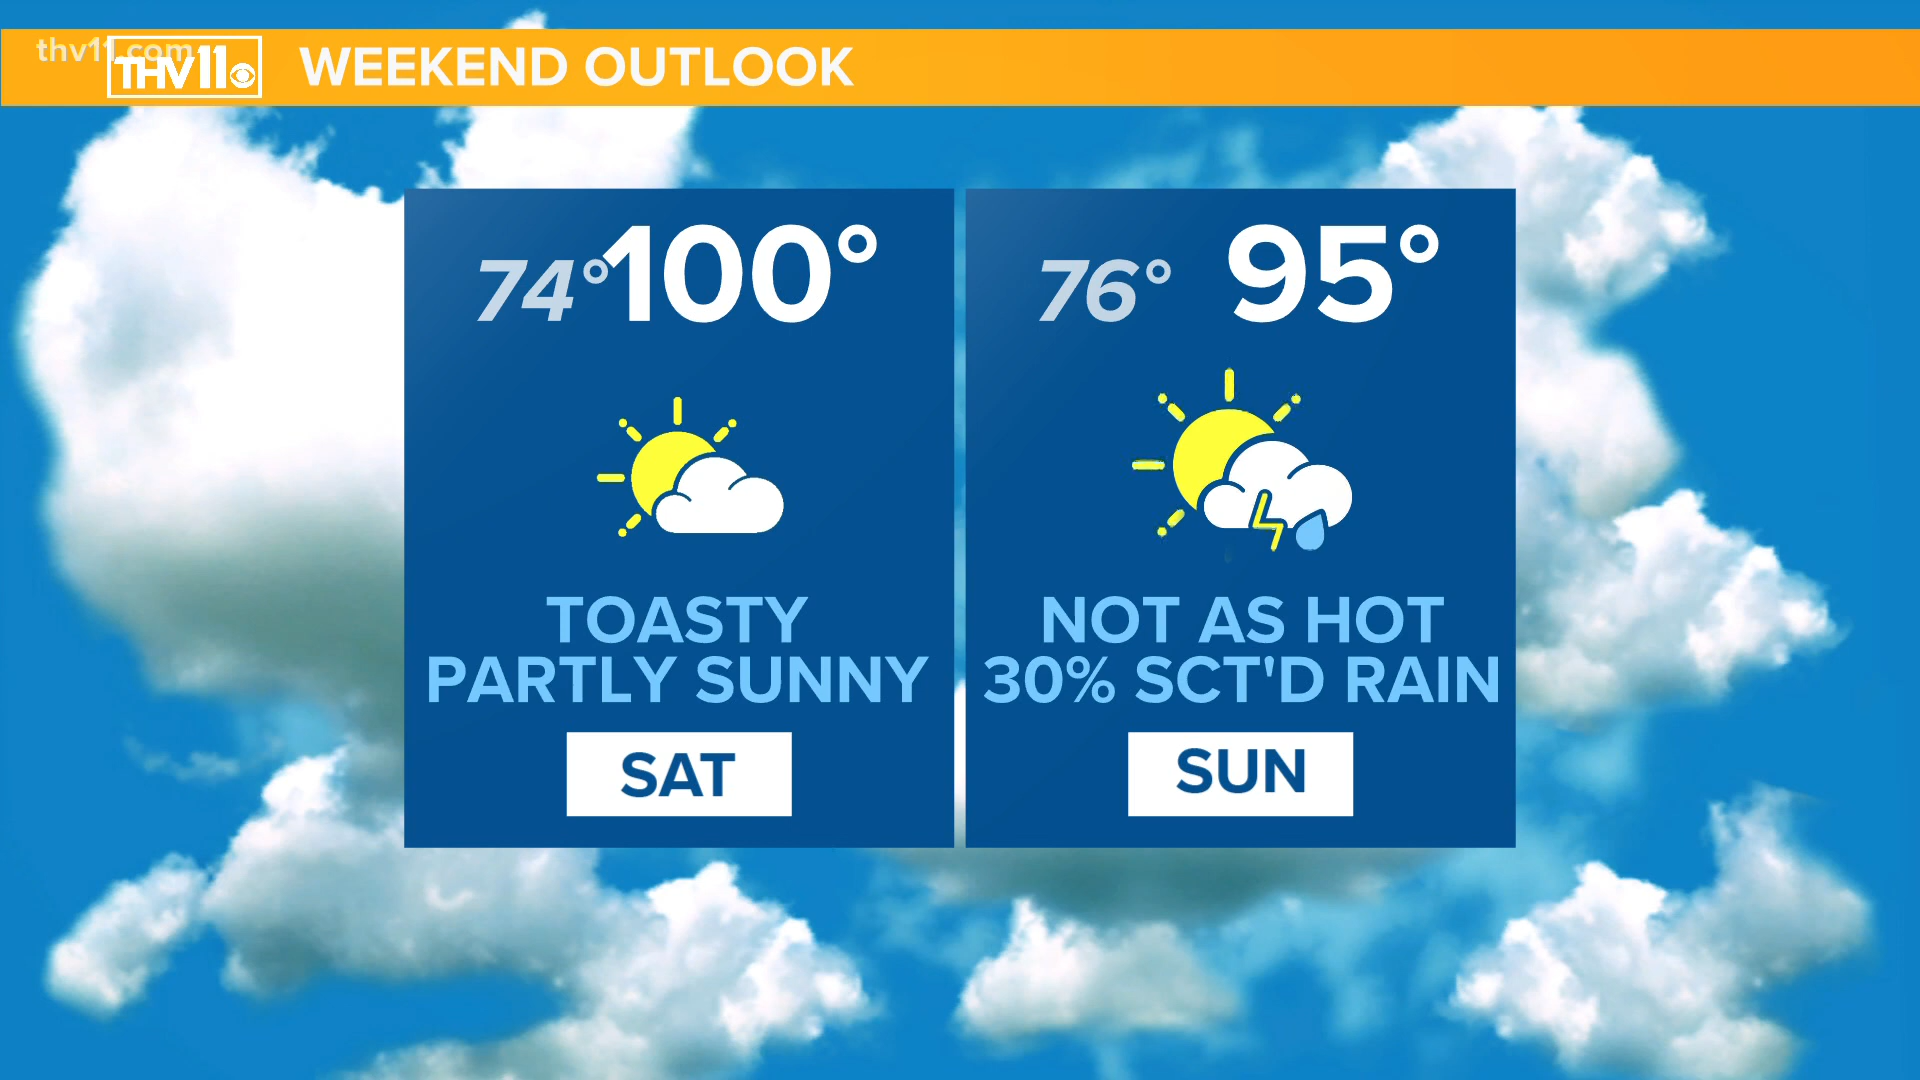 thv11.com
THV11
WEEKEND OUTLOOK
74° 100°
TOASTY
PARTLY SUNNY
SAT
76° 95°
NOT AS HOT
30% SCT'D RAIN
SUN